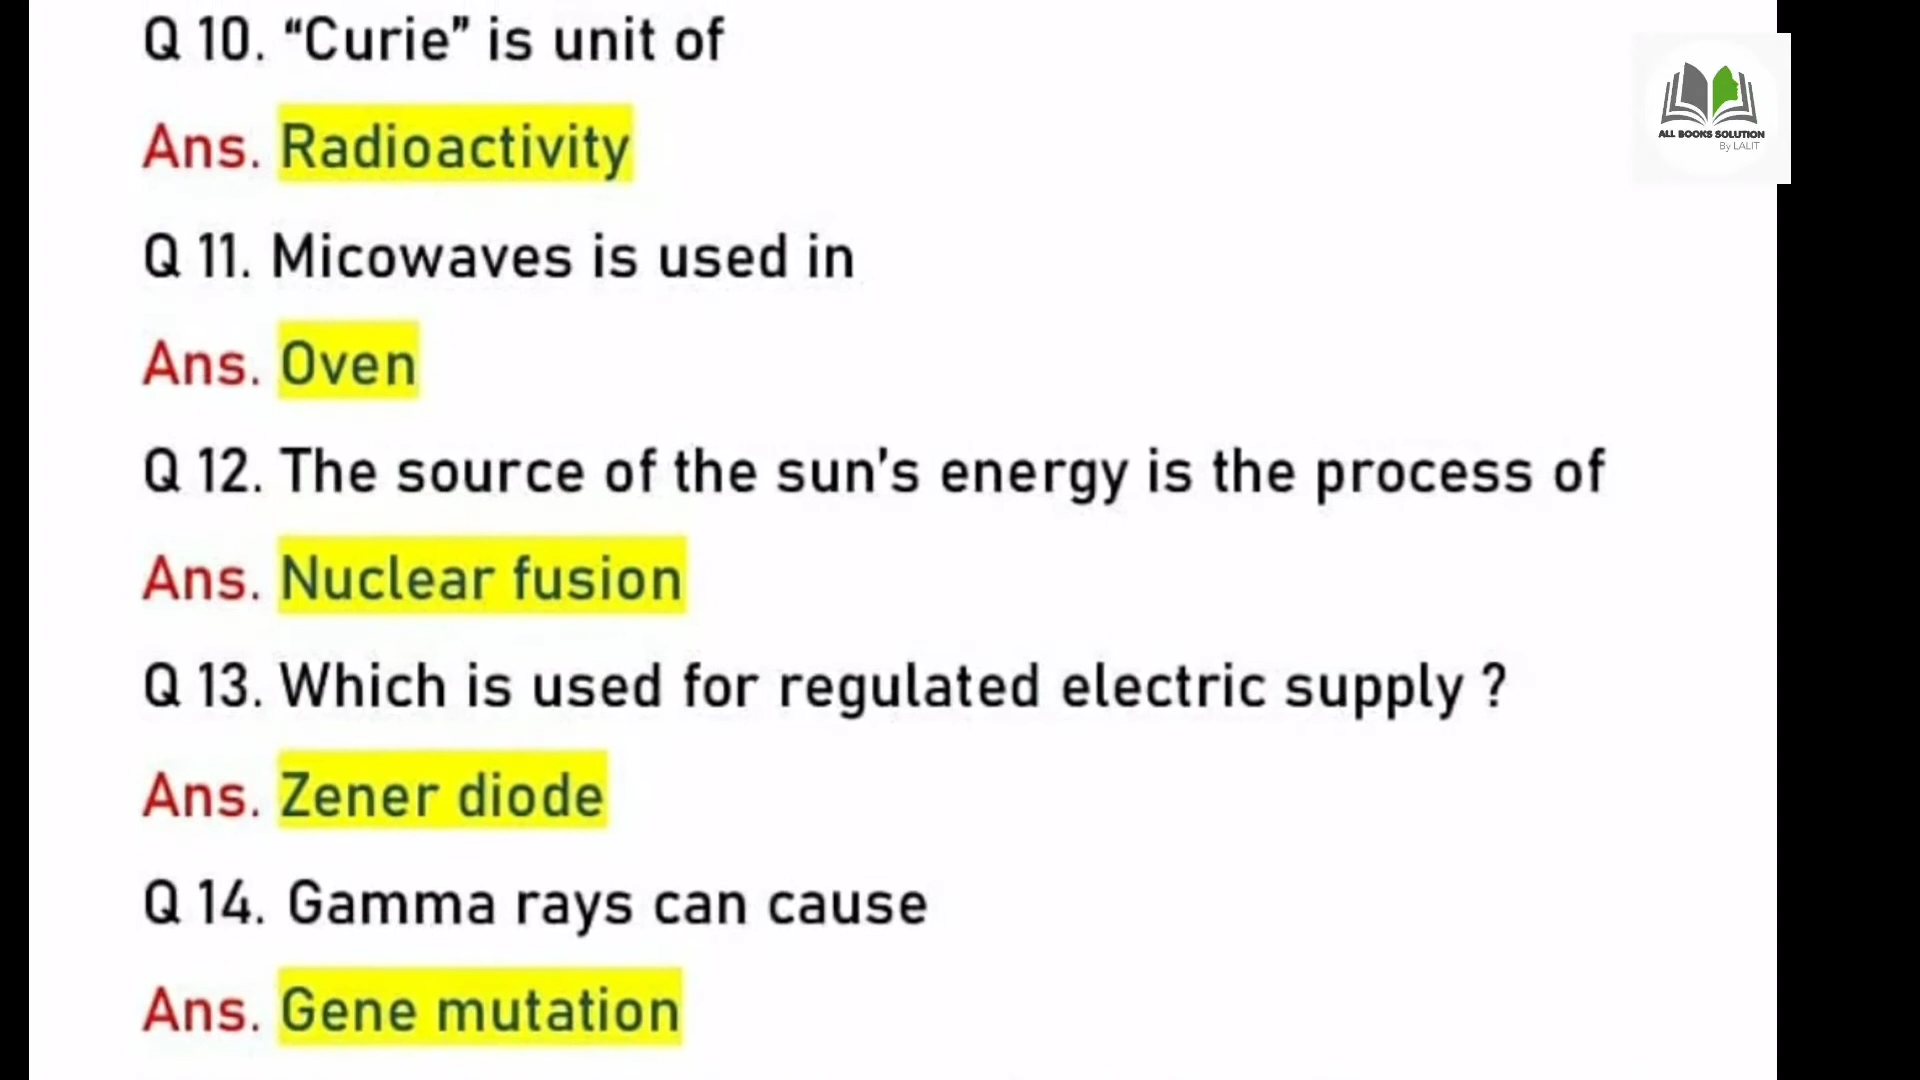 Q 10. “Curie” is unit of
Ans. Radioactivity
Q 11. Micowaves is used in
Ans. Oven
Q 12. The source of the sun's energy is the process of
Ans. Nuclear fusion
Q 13. Which is used for regulated electric supply ?
Ans. Zener diode
Q 14. Gamma rays can cause
Ans. Gene mutation
ALL BOOKS SOLUTION
By LALIT